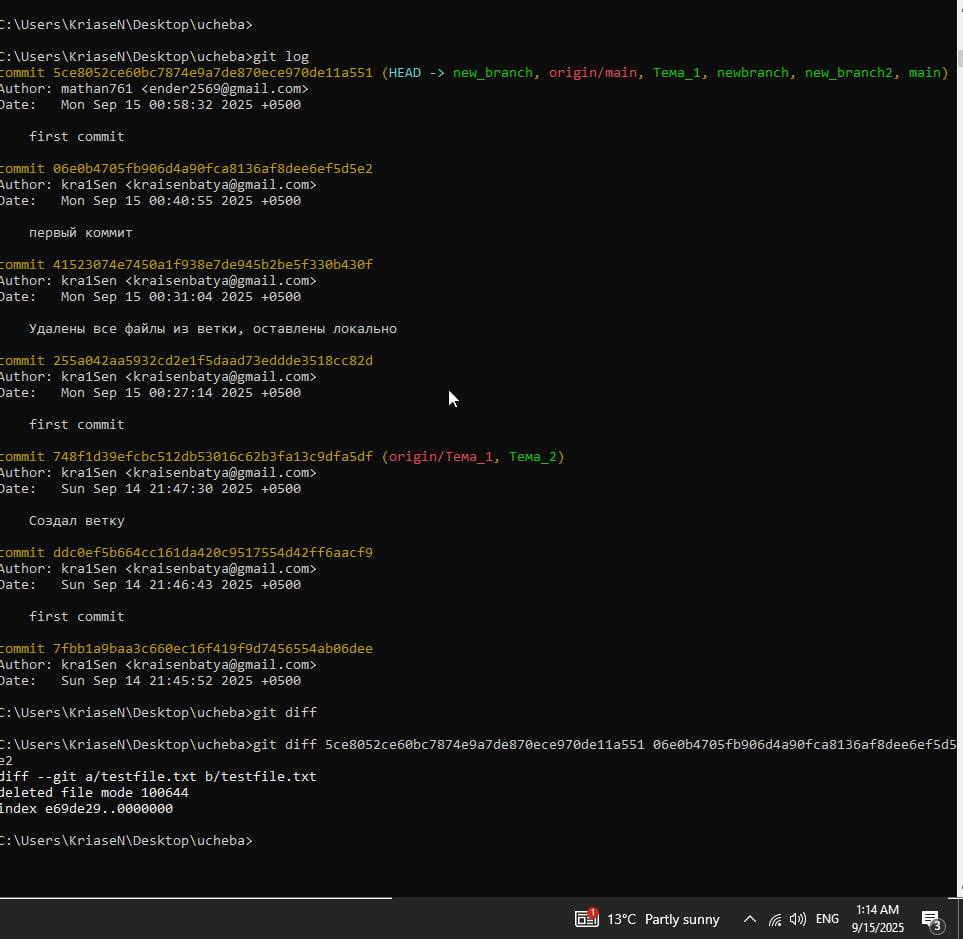 C:\Users\KriaseN\Desktop\ucheba>
C:\Users\KriaseN\Desktop\ucheba>git log
commit 5ce8052ce60bc7874e9a7de870ece970de11a551 (HEAD -> new_branch, origin/main, Тема_1, newbranch, new_branch2, main)
Author: mathan761 <ender2569@gmail.com>
Date:   Mon Sep 15 00:58:32 2025 +0500
first commit
commit 06e0b4705fb906d4a90fca8136af8dee6ef5d5e2
Author: kra1Sen <kraisenbatya@gmail.com>
Date:   Mon Sep 15 00:40:55 2025 +0500
первый коммит
commit 41523074e7450a1f938e7de945b2be5f330b430f
Author: kra1Sen <kraisenbatya@gmail.com>
Date:   Mon Sep 15 00:31:04 2025 +0500
Удалены все файлы из ветки, оставлены локально
commit 255a042aa5932cd2e1f5daad73eddde3518cc82d
Author: kra1Sen <kraisenbatya@gmail.com>
Date:   Mon Sep 15 00:27:14 2025 +0500
first commit
commit 748f1d39efcbc512db53016c62b3fa13c9dfa5df (origin/Тема_1, Тема_2)
Author: kra1Sen <kraisenbatya@gmail.com>
Date:   Sun Sep 14 21:47:30 2025 +0500
Создал ветку
commit ddc0ef5b664cc161da420c9517554d42ff6aacf9
Author: kra1Sen <kraisenbatya@gmail.com>
Date:   Sun Sep 14 21:46:43 2025 +0500
first commit
commit 7fbb1a9baa3c660ec16f419f9d7456554ab06dee
Author: kra1Sen <kraisenbatya@gmail.com>
Date:   Sun Sep 14 21:45:52 2025 +0500
C:\Users\KriaseN\Desktop\ucheba>git diff
C:\Users\KriaseN\Desktop\ucheba>git diff 5ce8052ce60bc7874e9a7de870ece970de11a551 06e0b4705fb906d4a90fca8136af8dee6ef5d5
e2
diff --git a/testfile.txt b/testfile.txt
deleted file mode 100644
index e69de29..0000000
C:\Users\KriaseN\Desktop\ucheba>
1
13°C Partly sunny
ENG
1:14 AM
9/15/2025
3